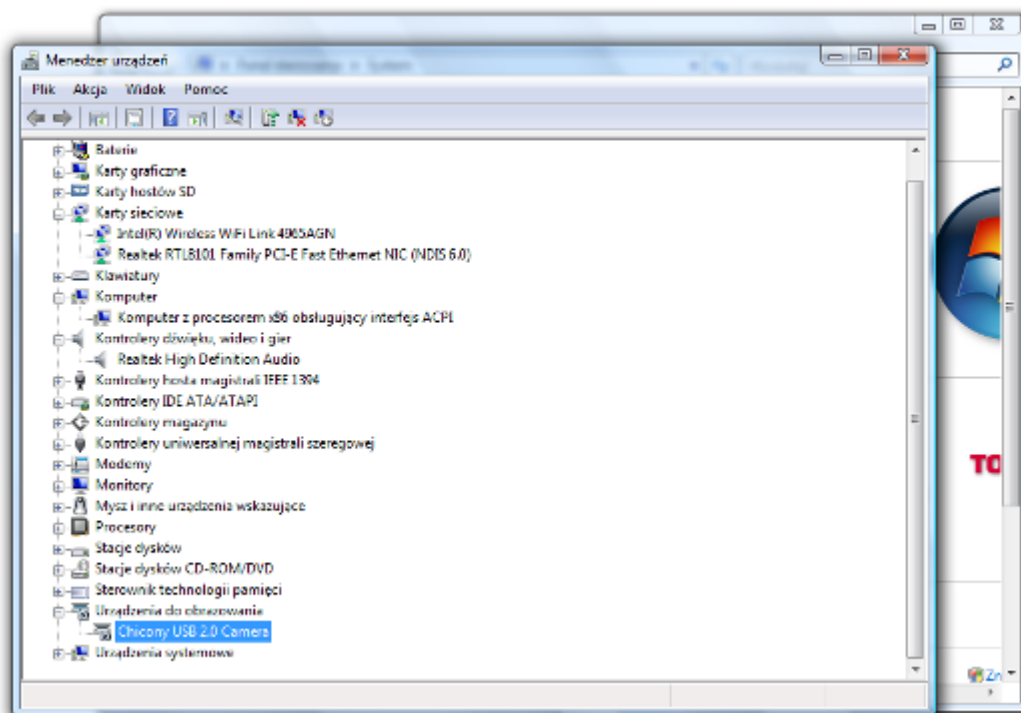 Menedżer urządzeń
Plik Akcja Widok Pomoc
Baterie
Karty graficzne
Karty hostów SD
Karty sieciowe
Intel(R) Wireless WiFi Link 4965AGN
Realtek RTL8101 Family PCI-E Fast Ethernet NIC (NDIS 6.0)
Klawiatury
Komputer
Komputer z procesorem x86 obsługujący interfejs ACPI
Kontrolery dźwięku, wideo i gier
Realtek High Definition Audio
Kontrolery hosta magistrali IEEE 1394
Kontrolery IDE ATA/ATAPI
Kontrolery magazynu
Kontrolery uniwersalnej magistrali szeregowej
Modemy
Monitory
Mysz i inne urządzenia wskazujące
Procesory
Stacje dysków
Stacje dysków CD-ROM/DVD
Sterownik technologii pamięci
Urządzenia do obrazowania
Chicony USB 2.0 Camera
Urządzenia systemowe
TO
Zn